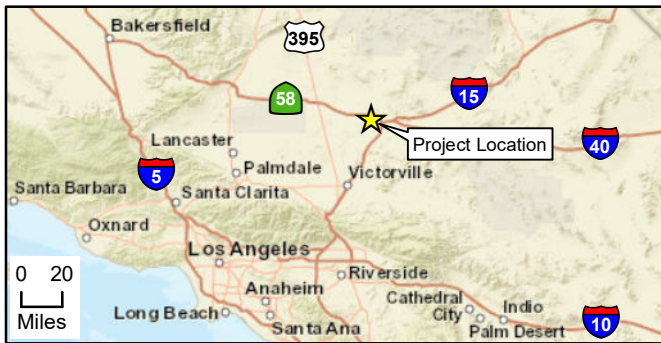 Bakersfield
395
58
15
Project Location
40
Lancaster
Palmdale
Victorville
5
Santa Barbara
Santa Clarita
Oxnard
Los Angeles
Riverside
0 20
Miles
Anaheim
Long Beach
Santa Ana
Cathedral
City
Indio
Palm Desert
10